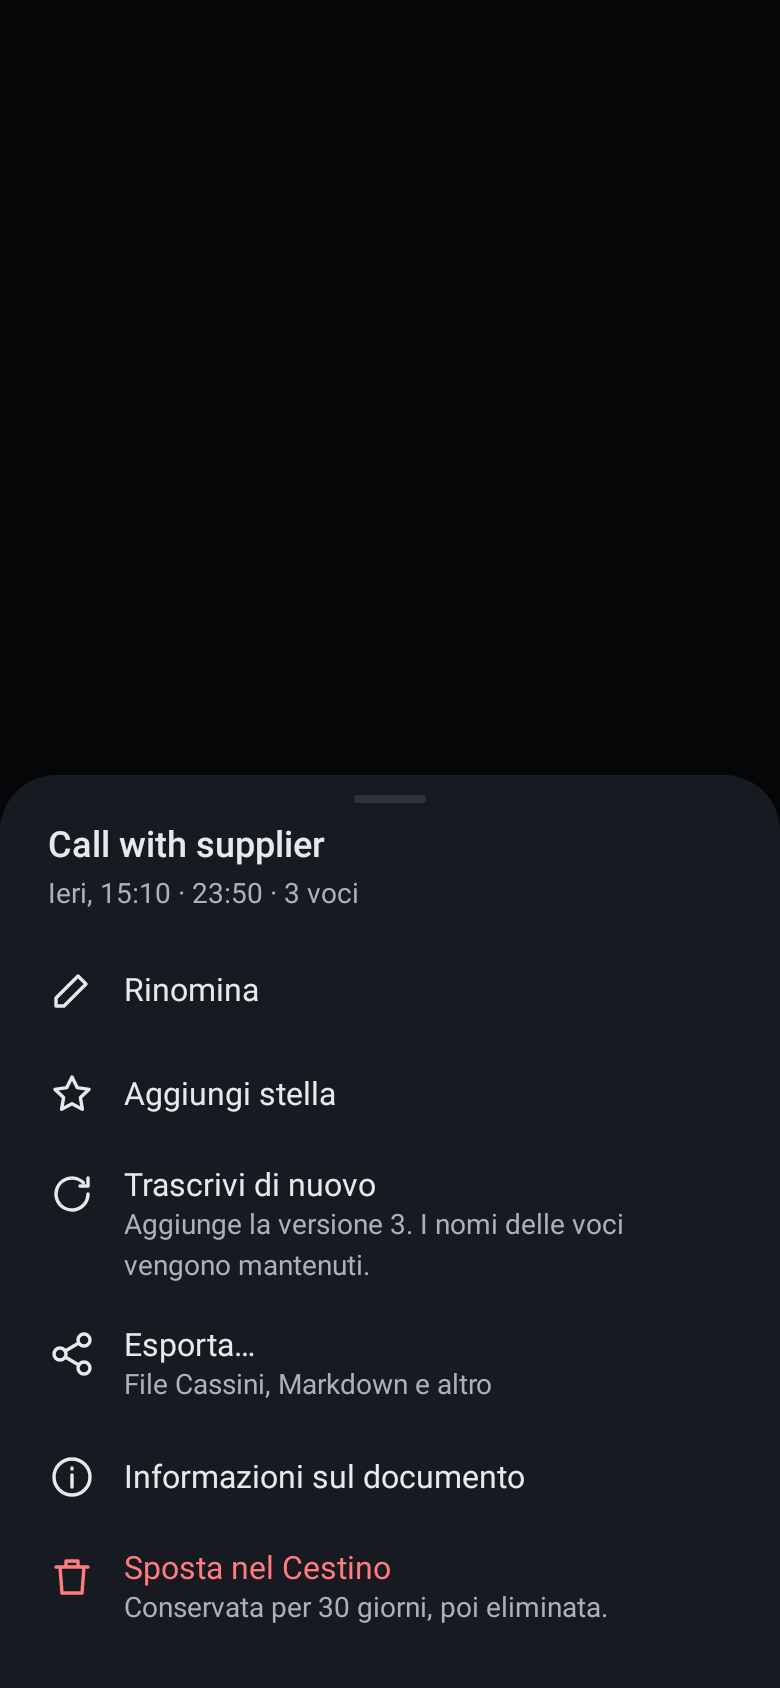 Call with supplier
Ieri, 15:10 · 23:50 · 3 voci
Rinomina
Aggiungi stella
Trascrivi di nuovo
Aggiunge la versione 3. I nomi delle voci
vengono mantenuti.
Esporta…
File Cassini, Markdown e altro
Informazioni sul documento
Sposta nel Cestino
Conservata per 30 giorni, poi eliminata.